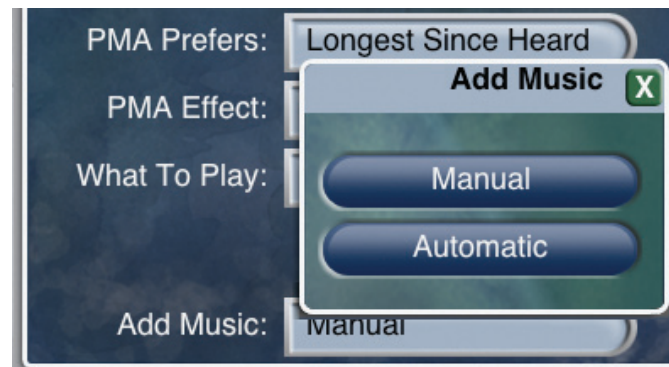 PMA Prefers: Longest Since Heard
Add Music X
PMA Effect:
What To Play:
Manual
Automatic
Add Music: Manual